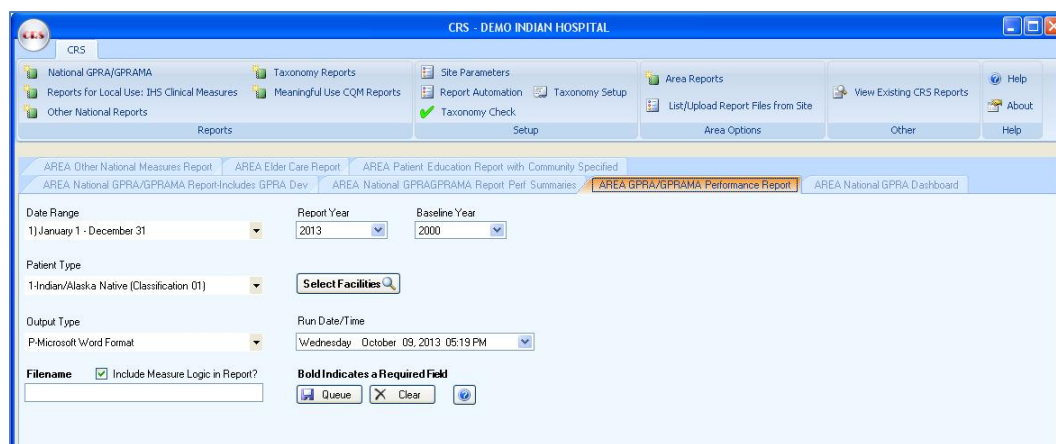 CRS - DEMO INDIAN HOSPITAL
CRS
CRS
National GPRA/GPRAMA
Reports for Local Use: IHS Clinical Measures
Other National Reports
Taxonomy Reports
Meaningful Use CQM Reports
Reports
Site Parameters
Report Automation
Taxonomy Setup
Taxonomy Check
Setup
Area Reports
List/Upload Report Files from Site
Area Options
View Existing CRS Reports
Other
Help
About
Help
AREA Other National Measures Report
AREA Elder Care Report
AREA Patient Education Report with Community Specified
AREA National GPRA/GPRAMA Report-Includes GPRA Dev
AREA National GPRAGPRAMA Report Perf Summaries
AREA GPRA/GPRAMA Performance Report
AREA National GPRA Dashboard
Date Range
Report Year
Baseline Year
1) January 1 - December 31
2013
2000
Patient Type
1-Indian/Alaska Native (Classification 01)
Select Facilities
Output Type
Run Date/Time
P-Microsoft Word Format
Wednesday October 09, 2013 05:19 PM
Filename
Include Measure Logic in Report?
Bold Indicates a Required Field
Queue
Clear